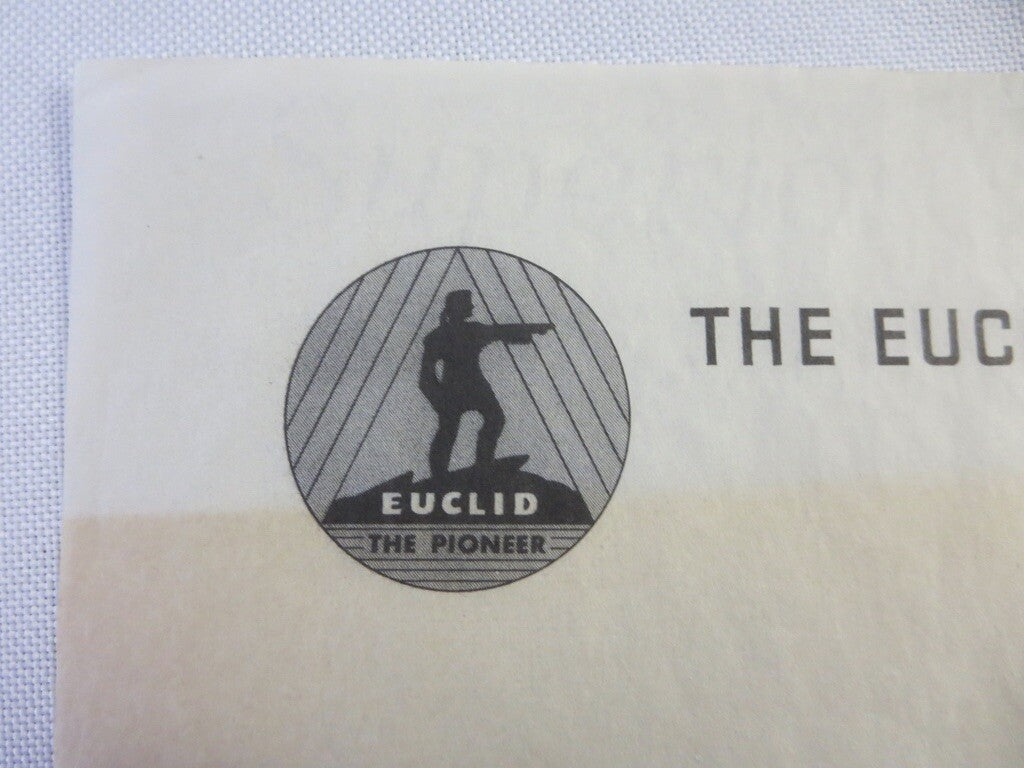 THE EUC
EUCLID
THE PIONEER